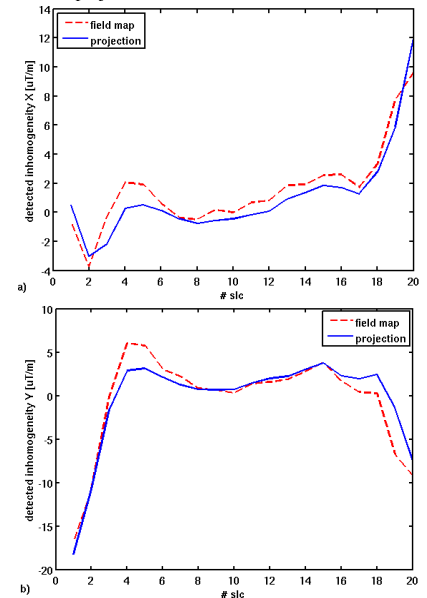 14
12
10
8
6
4
2
0
-2
-4
detected inhomogeneity X [uT/m]
field map
projection
0 2 4 6 8 10 12 14 16 18 20
# slc
a)
10
5
0
-5
-10
-15
-20
detected inhomogeneity Y [uT/m]
field map
projection
0 2 4 6 8 10 12 14 16 18 20
# slc
b)